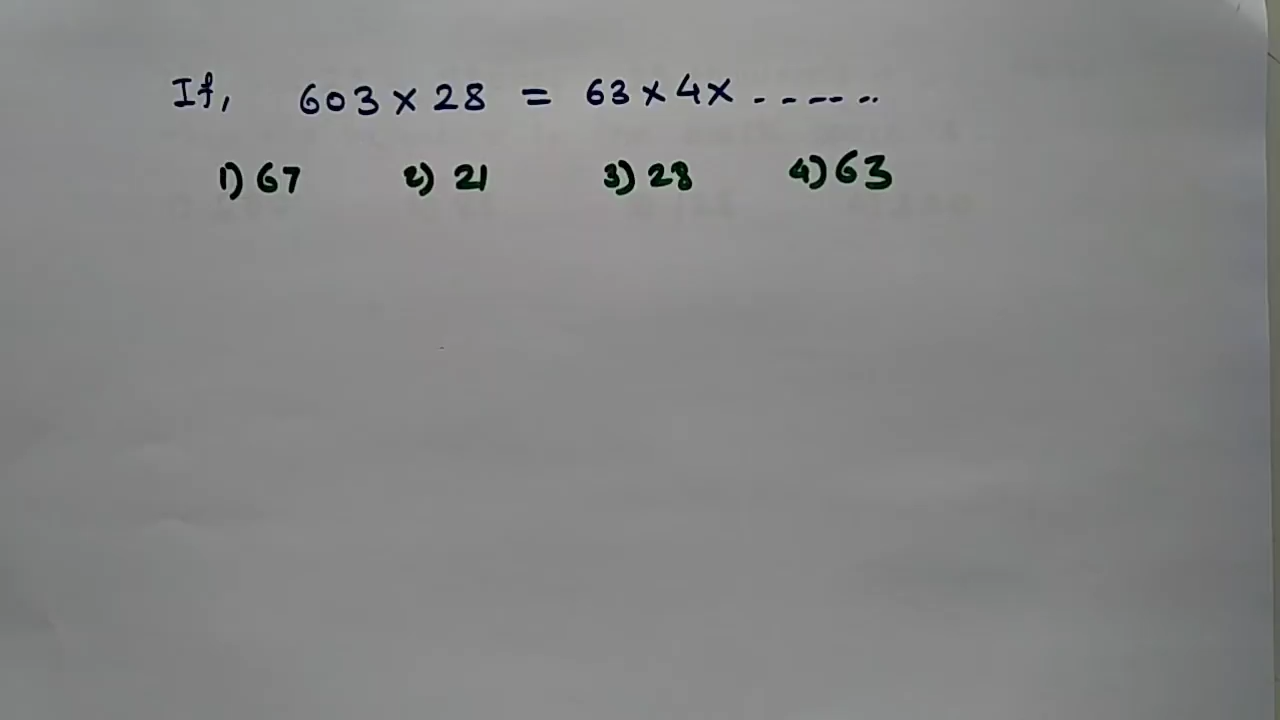 If, 603 × 28 = 63 × 4 × - - - - - -
1) 67 2) 21 3) 28 4) 63